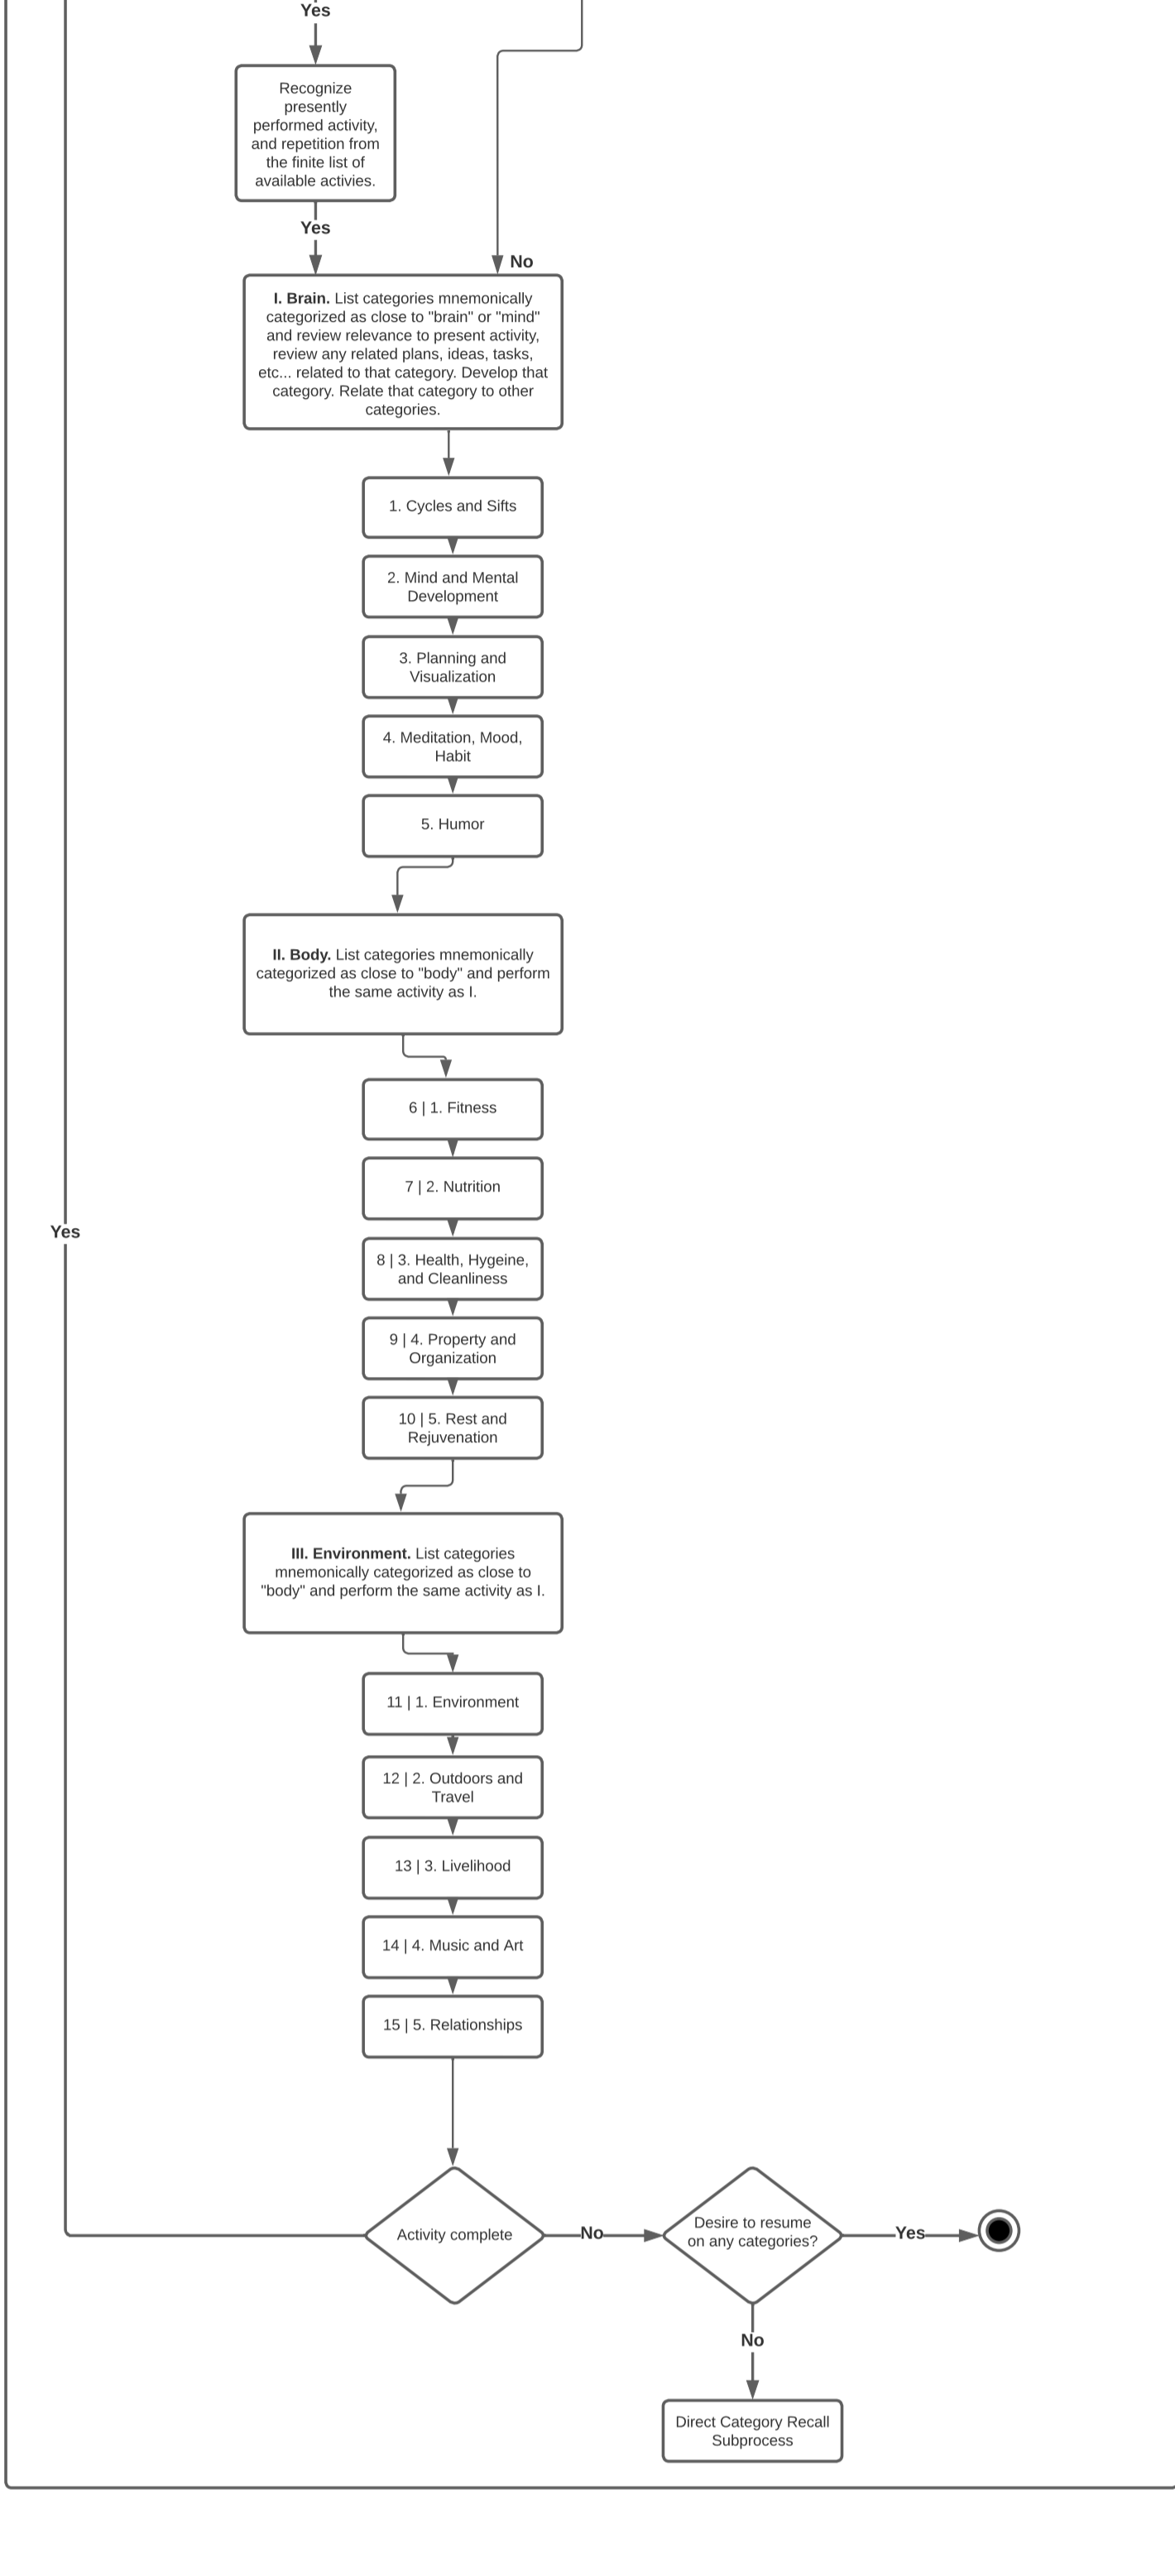 Yes
Recognize
presently
performed activity,
and repetition from
the finite list of
available activies.
Yes
No
I. Brain. List categories mnemonically
categorized as close to "brain" or "mind"
and review relevance to present activity,
review any related plans, ideas, tasks,
etc... related to that category. Develop that
category. Relate that category to other
categories.
1. Cycles and Sifts
2. Mind and Mental
Development
3. Planning and
Visualization
4. Meditation, Mood,
Habit
5. Humor
II. Body. List categories mnemonically
categorized as close to "body" and perform
the same activity as I.
6 | 1. Fitness
7 | 2. Nutrition
Yes
8 | 3. Health, Hygeine,
and Cleanliness
9 | 4. Property and
Organization
10 | 5. Rest and
Rejuvenation
III. Environment. List categories
mnemonically categorized as close to
"body" and perform the same activity as I.
11 | 1. Environment
12 | 2. Outdoors and
Travel
13 | 3. Livelihood
14 | 4. Music and Art
15 | 5. Relationships
Activity complete
No
Desire to resume
on any categories?
Yes
No
Direct Category Recall
Subprocess